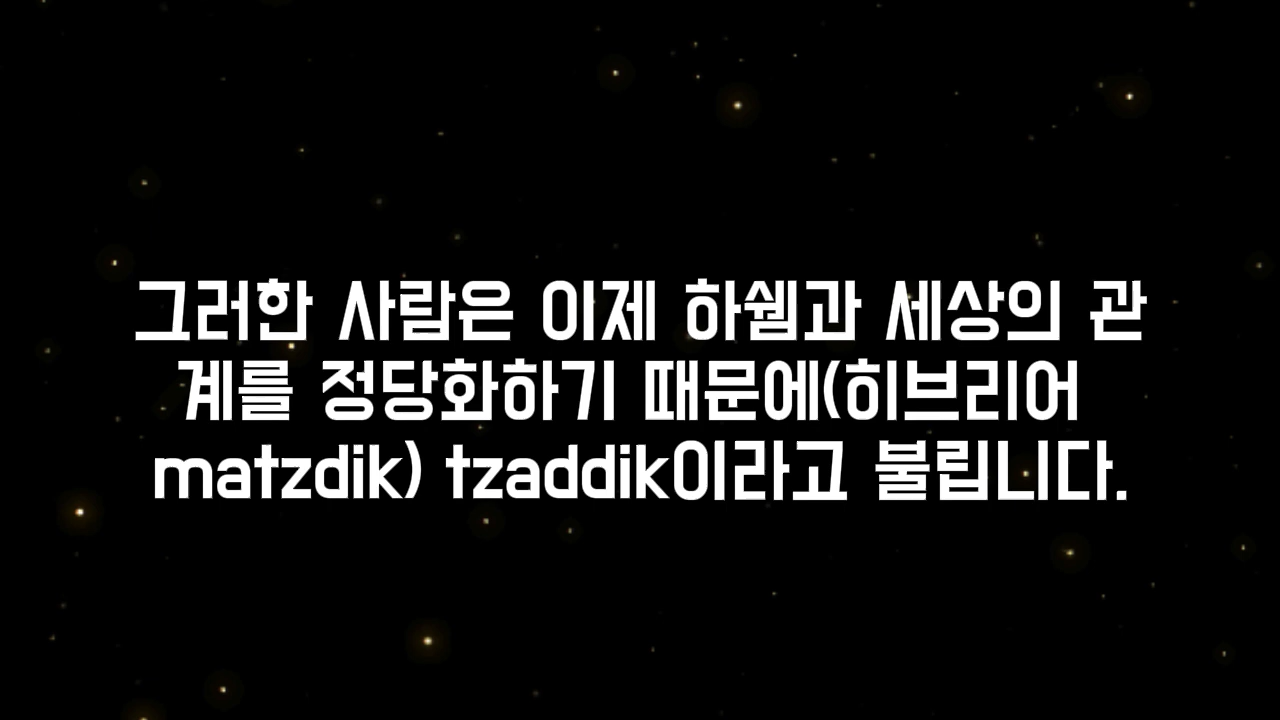 그러한 사람은 이제 하쉠과 세상의 관
계를 정당화하기 때문에(히브리어
matzdik) tzaddik이라고 불립니다.